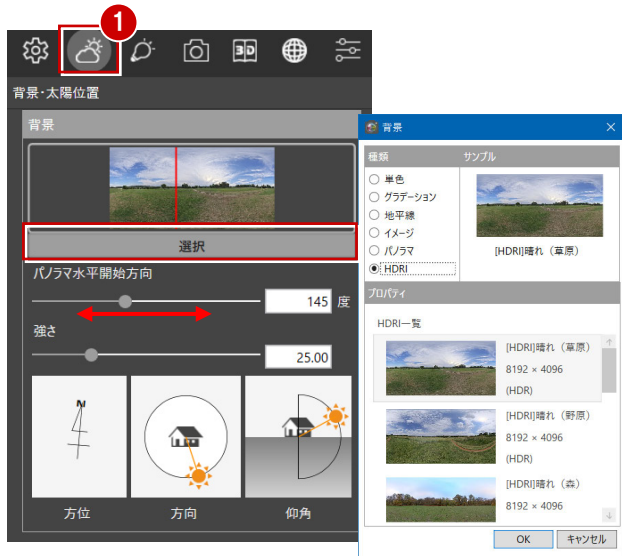 1
3D
背景・太陽位置
背景
選択
パノラマ水平開始方向
145 度
強さ
25.00
N
方位
方向
仰角
背景
種類
サンプル
単色
グラデーション
地平線
イメージ
パノラマ
HDRI
[HDRI]晴れ（草原）
プロパティ
HDRI一覧
[HDRI]晴れ（草原）
8192 × 4096
(HDR)
[HDRI]晴れ（野原）
8192 × 4096
(HDR)
[HDRI]晴れ（森）
8192 × 4096
OK
キャンセル